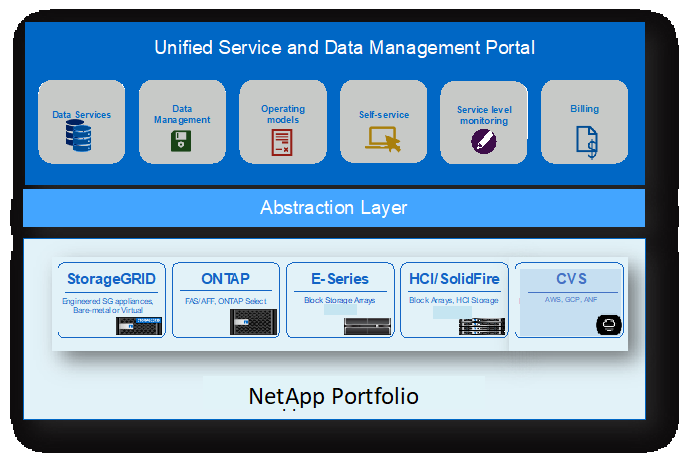 Unified Service and Data Management Portal
Data Services
Data
Management
Operating
models
Self-service
Service level
monitoring
Billing
Abstraction Layer
StorageGRID
Engineered SG appliances,
Bare-metal or Virtual
ONTAP
FAS/AFF, ONTAP Select
E-Series
Block Storage Arrays
HCI/SolidFire
Block Arrays, HCI Storage
CVS
AWS, GCP, ANF
NetApp Portfolio